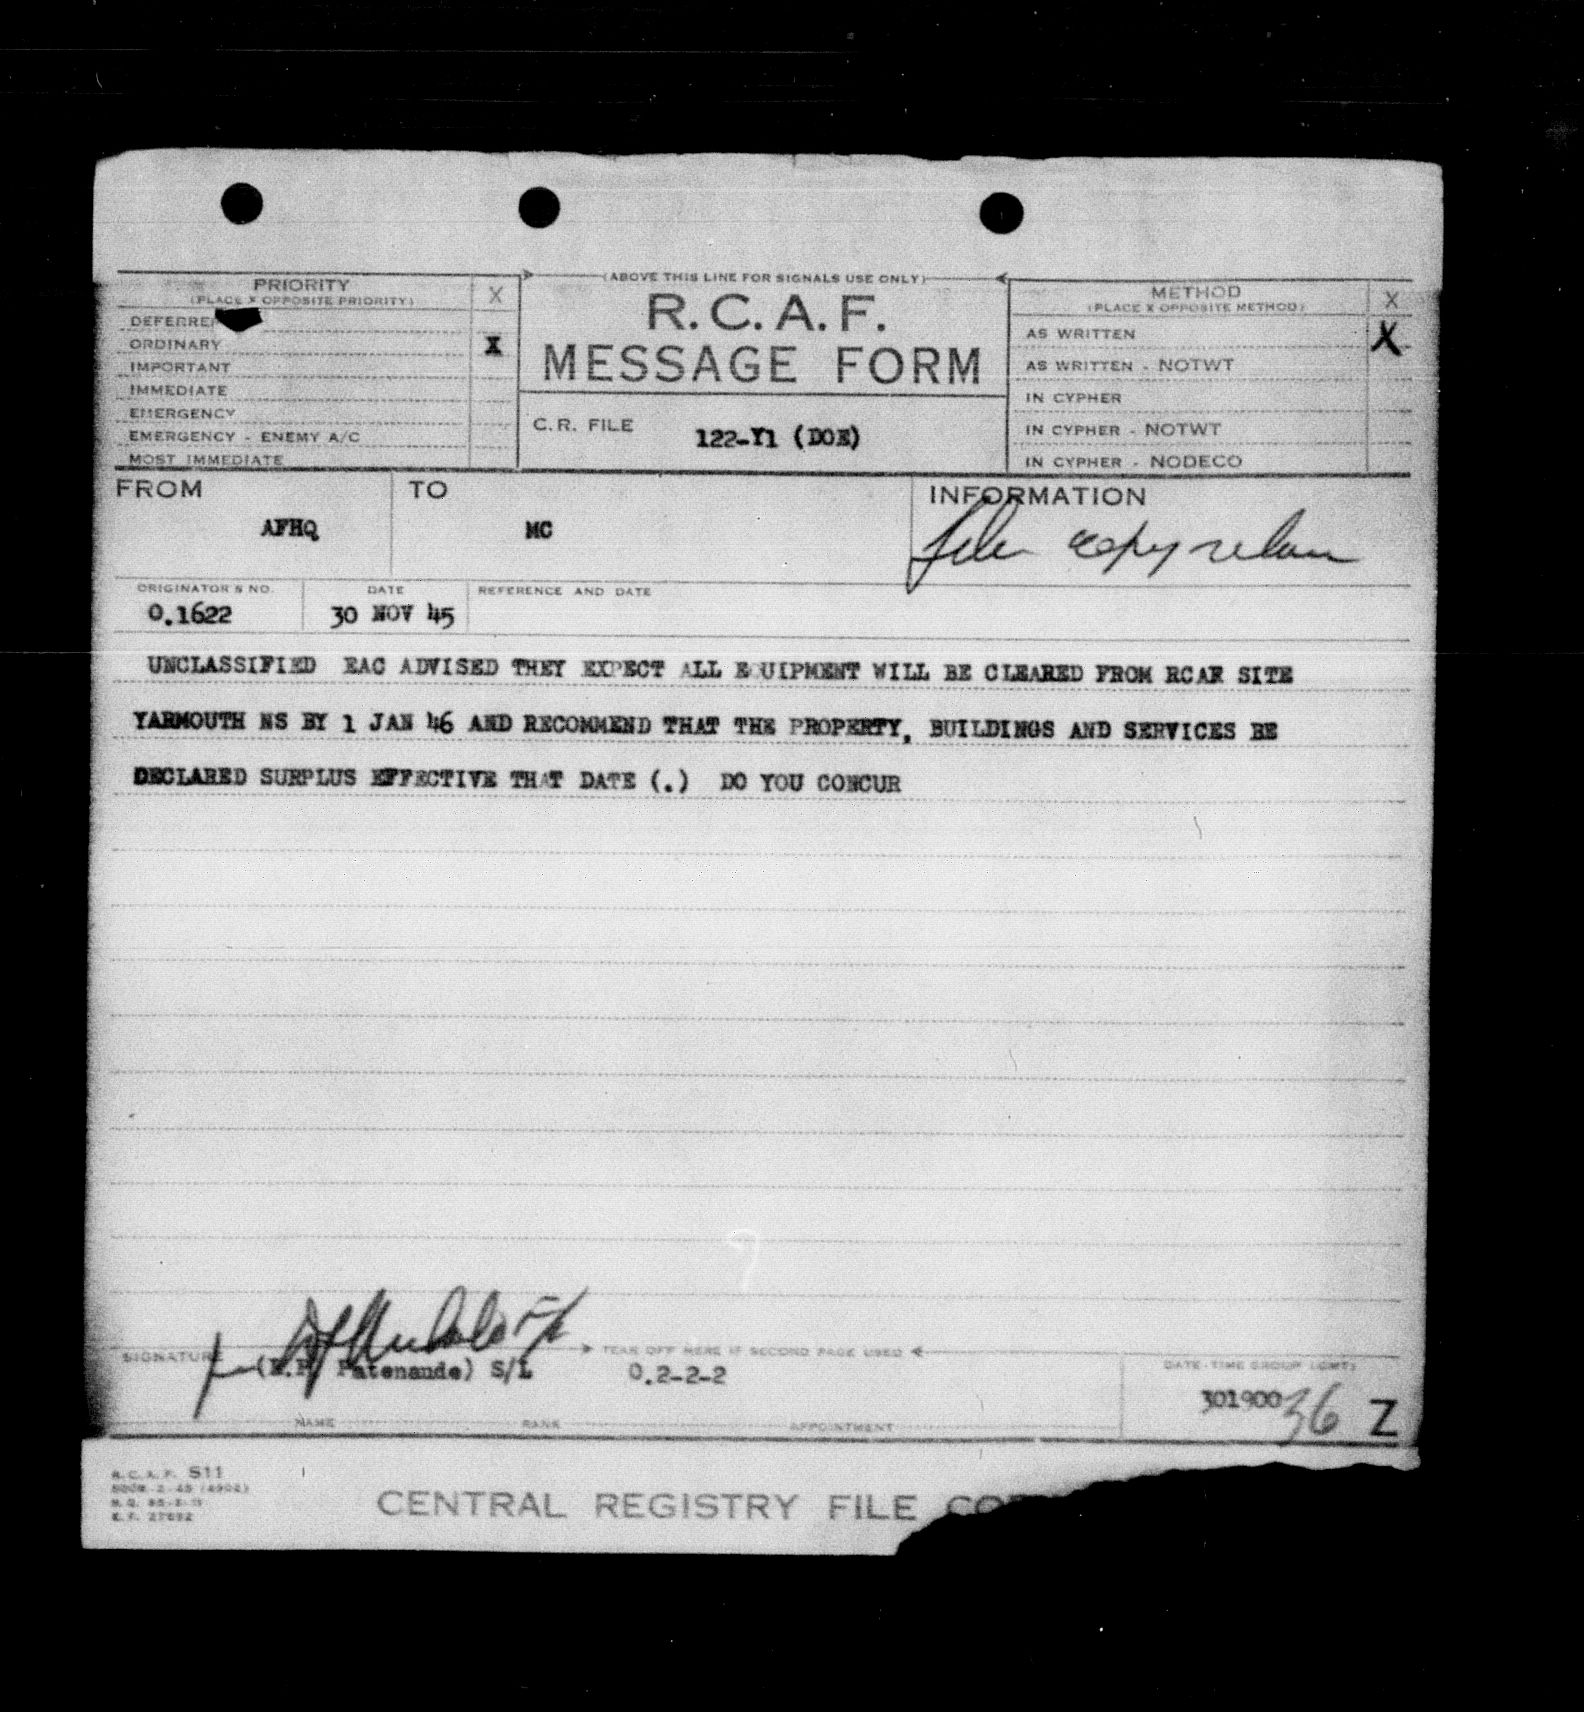 (ABOVE THIS LINE FOR SIGNALS USE ONLY)
PRIORITY X
(PLACE X OPPOSITE PRIORITY)
DEFERRE
ORDINARY X
IMPORTANT
IMMEDIATE
EMERGENCY
EMERGENCY - ENEMY A/C
MOST IMMEDIATE
R.C.A.F.
MESSAGE FORM
C.R. FILE 122-Y1 (DOE)
METHOD X
(PLACE X OPPOSITE METHOD)
AS WRITTEN X
AS WRITTEN - NOTWT
IN CYPHER
IN CYPHER - NOTWT
IN CYPHER - NODECO
FROM TO INFORMATION
AFHQ MC
file copy
ORIGINATOR'S NO. DATE REFERENCE AND DATE
O.1622 30 NOV 45
UNCLASSIFIED EAC ADVISED THEY EXPECT ALL EQUIPMENT WILL BE CLEARED FROM RCAF SITE
YARMOUTH NS BY 1 JAN 46 AND RECOMMEND THAT THE PROPERTY, BUILDINGS AND SERVICES BE
DECLARED SURPLUS EFFECTIVE THAT DATE (.) DO YOU CONCUR
TEAR OFF HERE IF SECOND PAGE USED
SIGNATURE
Patenaude) S/L O.2-2-2
DATE-TIME GROUP (GMT)
301900 36 Z
NAME RANK APPOINTMENT
R.C.A.F. S11
CENTRAL REGISTRY FILE CO